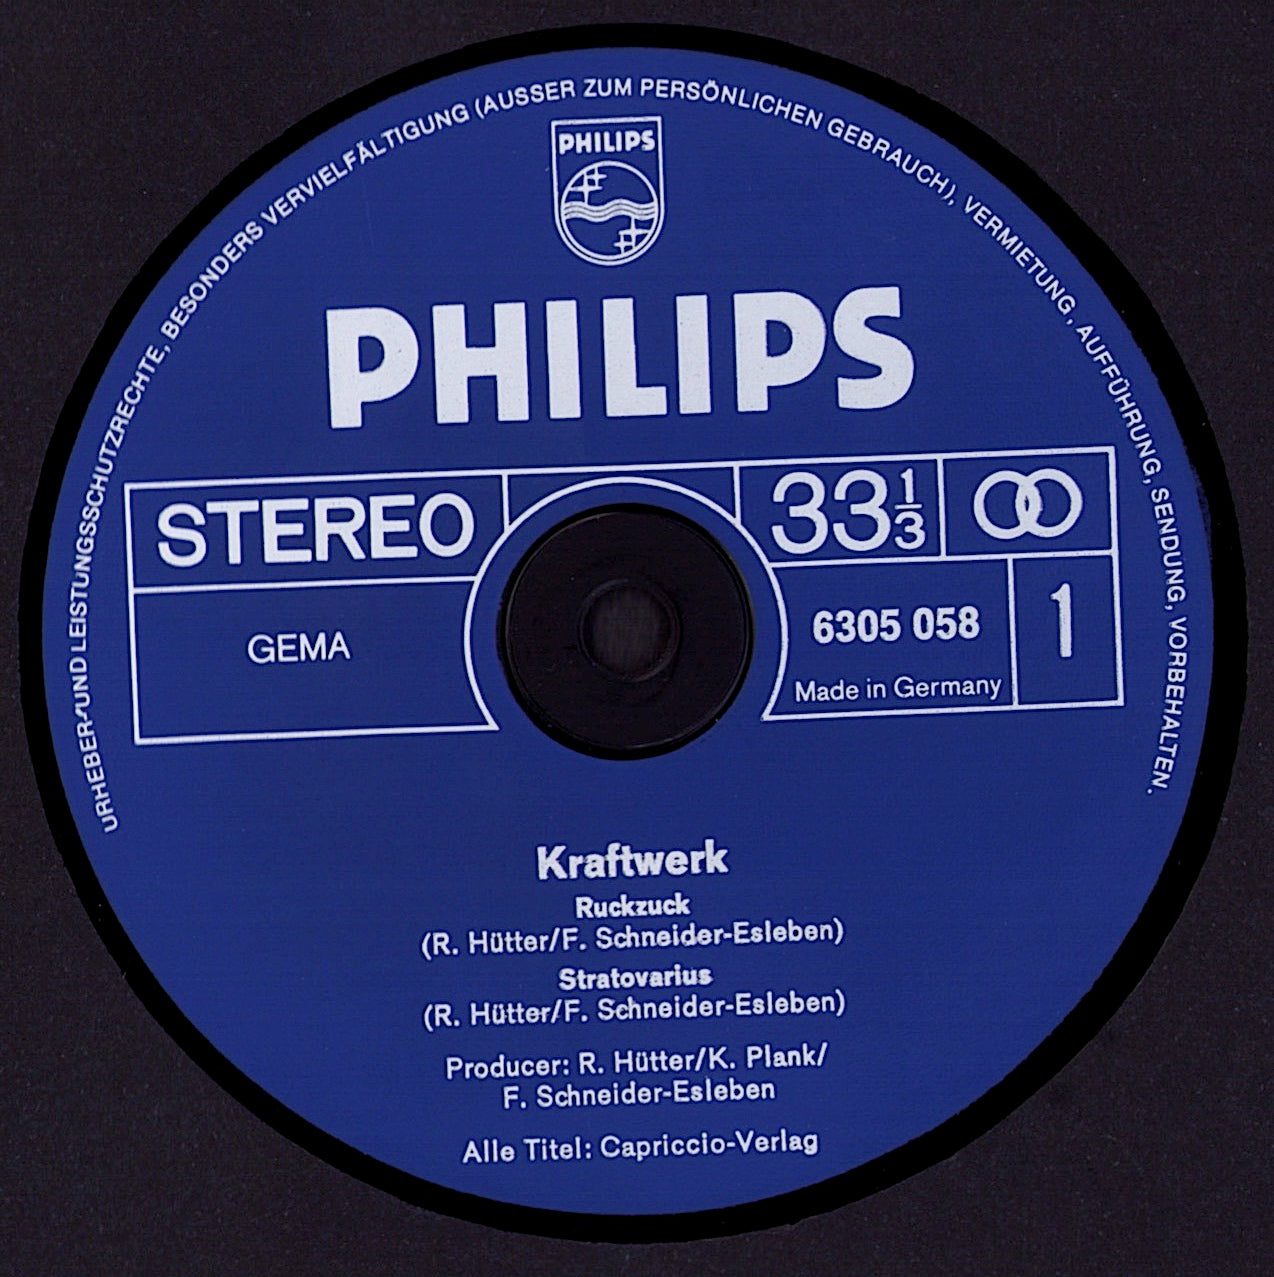 URHEBER- UND LEISTUNGSSCHUTZRECHTE, BESONDERS VERVIELFÄLTIGUNG (AUSSER ZUM PERSÖNLICHEN GEBRAUCH), VERMIETUNG, AUFFÜHRUNG, SENDUNG, VORBEHALTEN.
PHILIPS
PHILIPS
STEREO
33 1/3
GEMA
6305 058
1
Made in Germany
Kraftwerk
Ruckzuck
(R. Hütter/F. Schneider-Esleben)
Stratovarius
(R. Hütter/F. Schneider-Esleben)
Producer: R. Hütter/K. Plank/
F. Schneider-Esleben
Alle Titel: Capriccio-Verlag